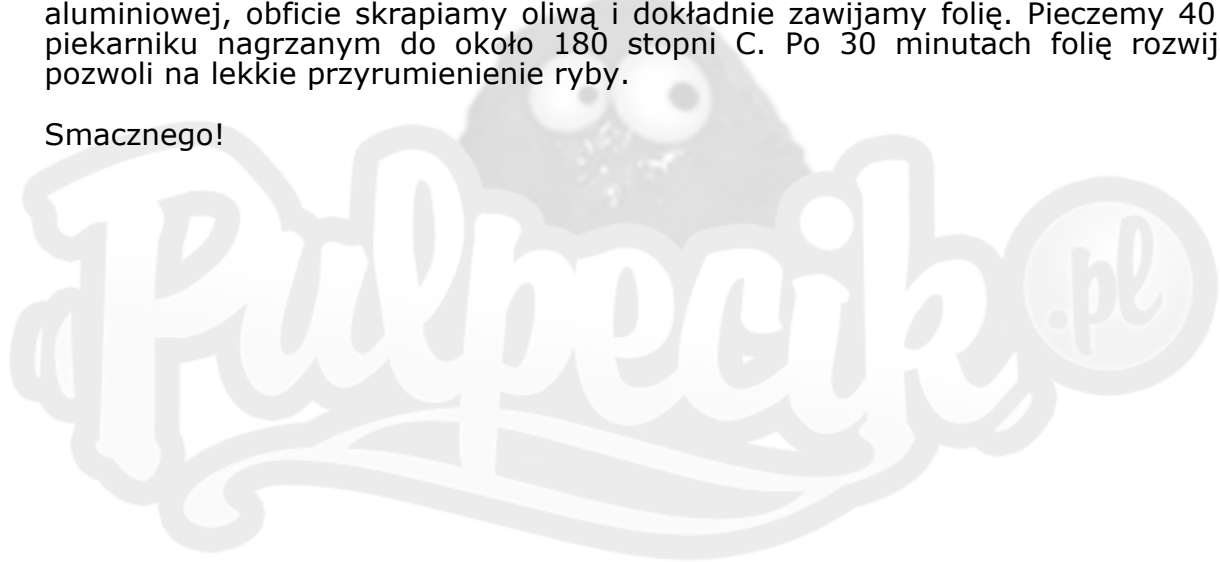 aluminiowej, obficie skrapiamy oliwą i dokładnie zawijamy folię. Pieczemy 40
piekarniku nagrzanym do około 180 stopni C. Po 30 minutach folię rozwij
pozwoli na lekkie przyrumienienie ryby.
Smacznego!
Pulpecik .pl